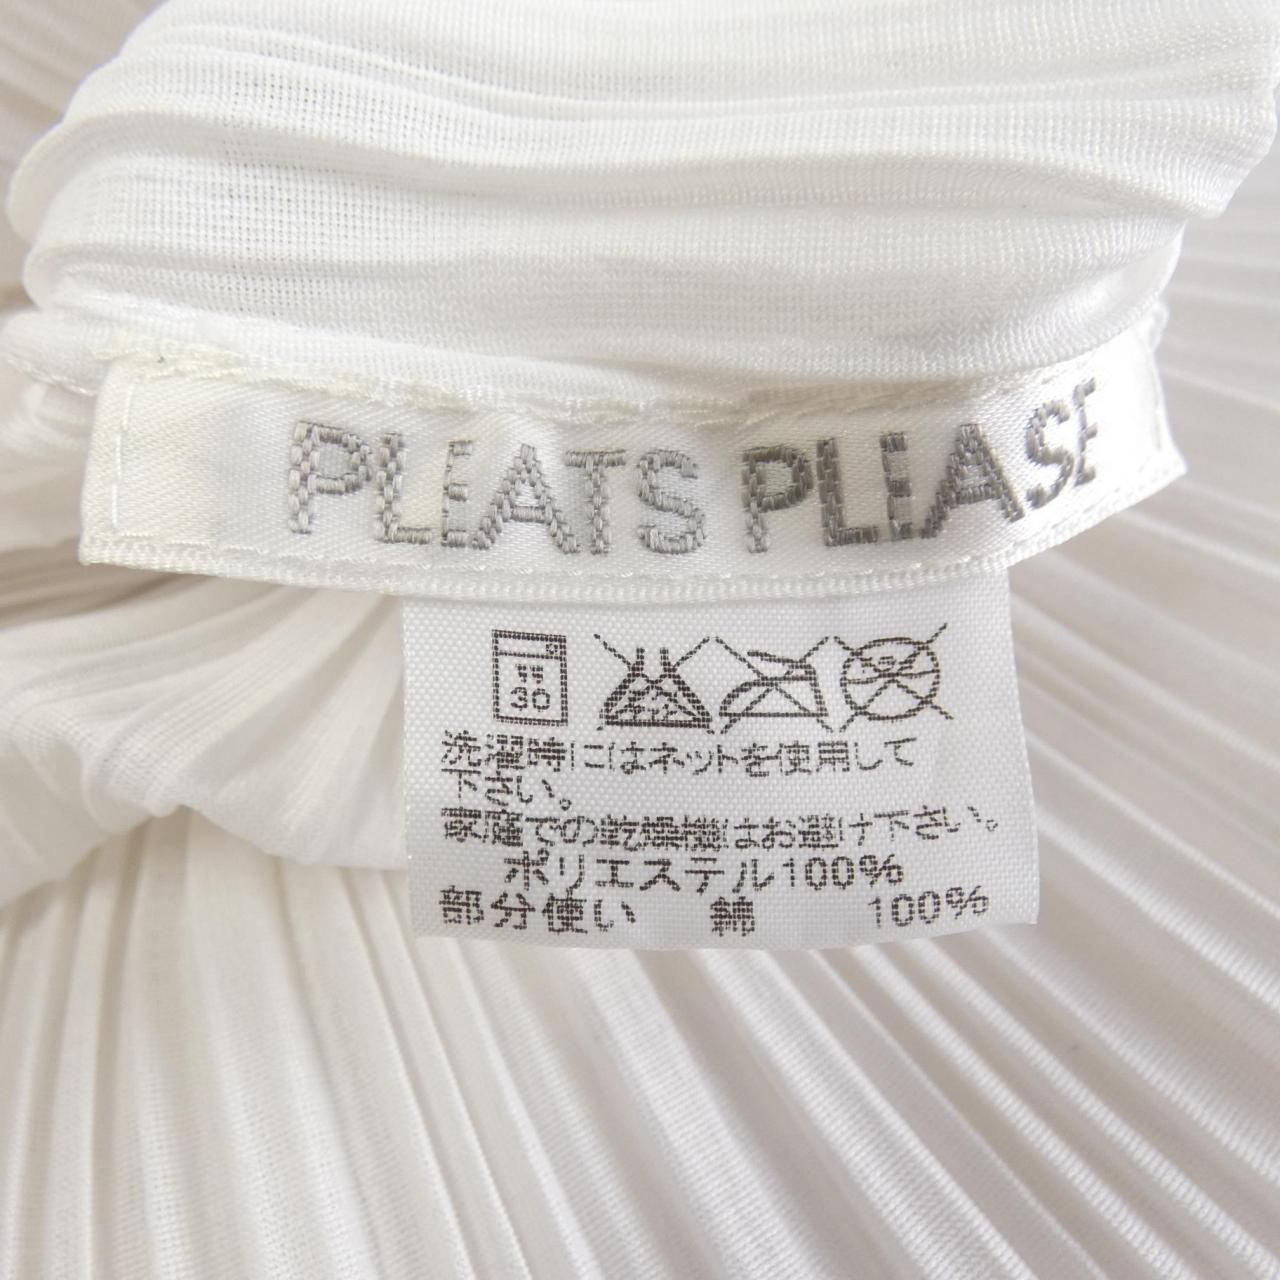 PLEATS PLEASE
弱
30
洗濯時にはネットを使用して
下さい。
家庭での乾燥機はお避け下さい。
ポリエステル100%
部分使い 綿 100%